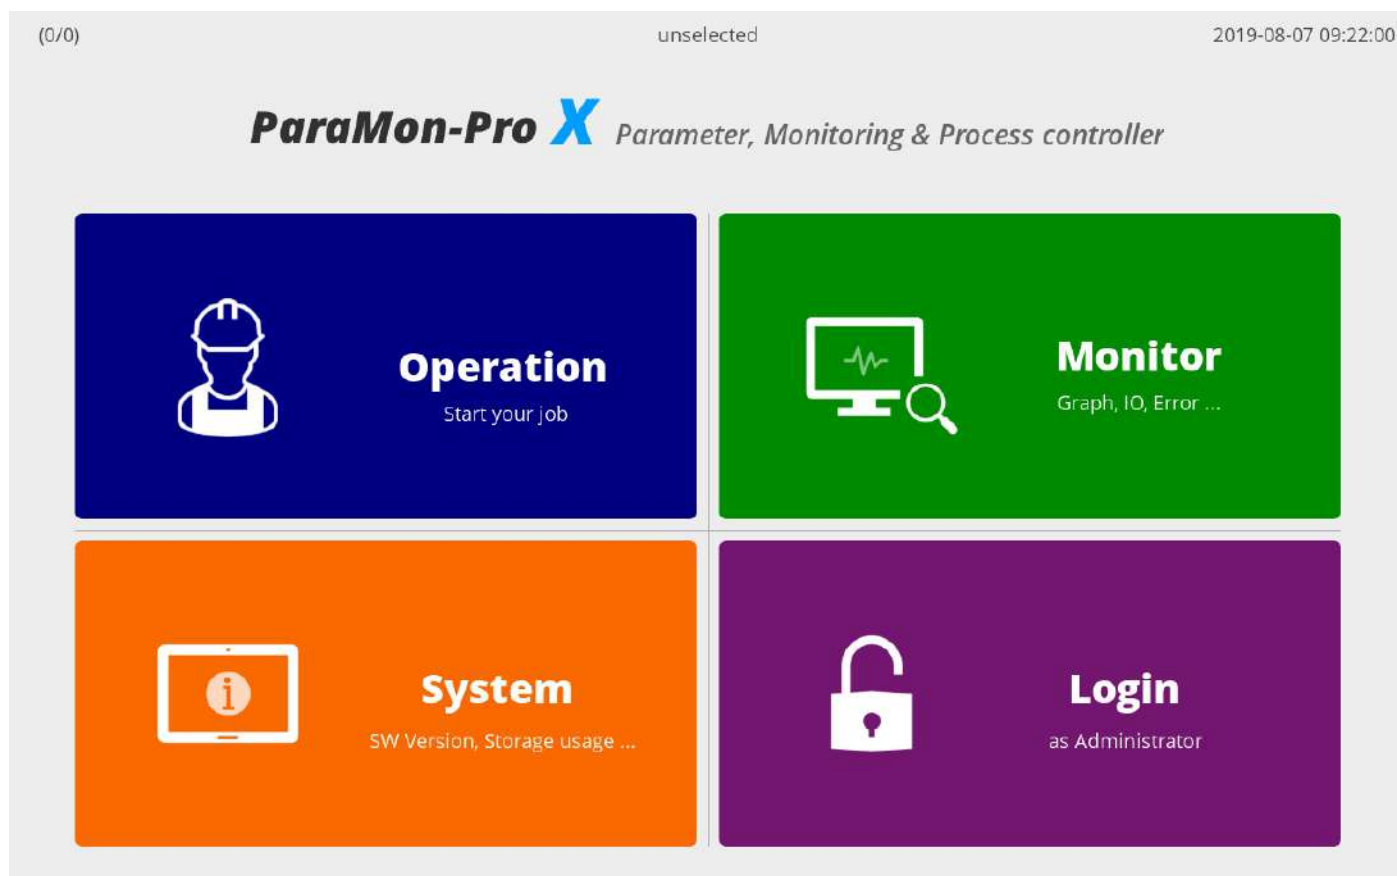 (0/0) unselected 2019-08-07 09:22:00
ParaMon-Pro X Parameter, Monitoring & Process controller
Operation
Start your job
Monitor
Graph, IO, Error ...
System
SW Version, Storage usage ...
Login
as Administrator